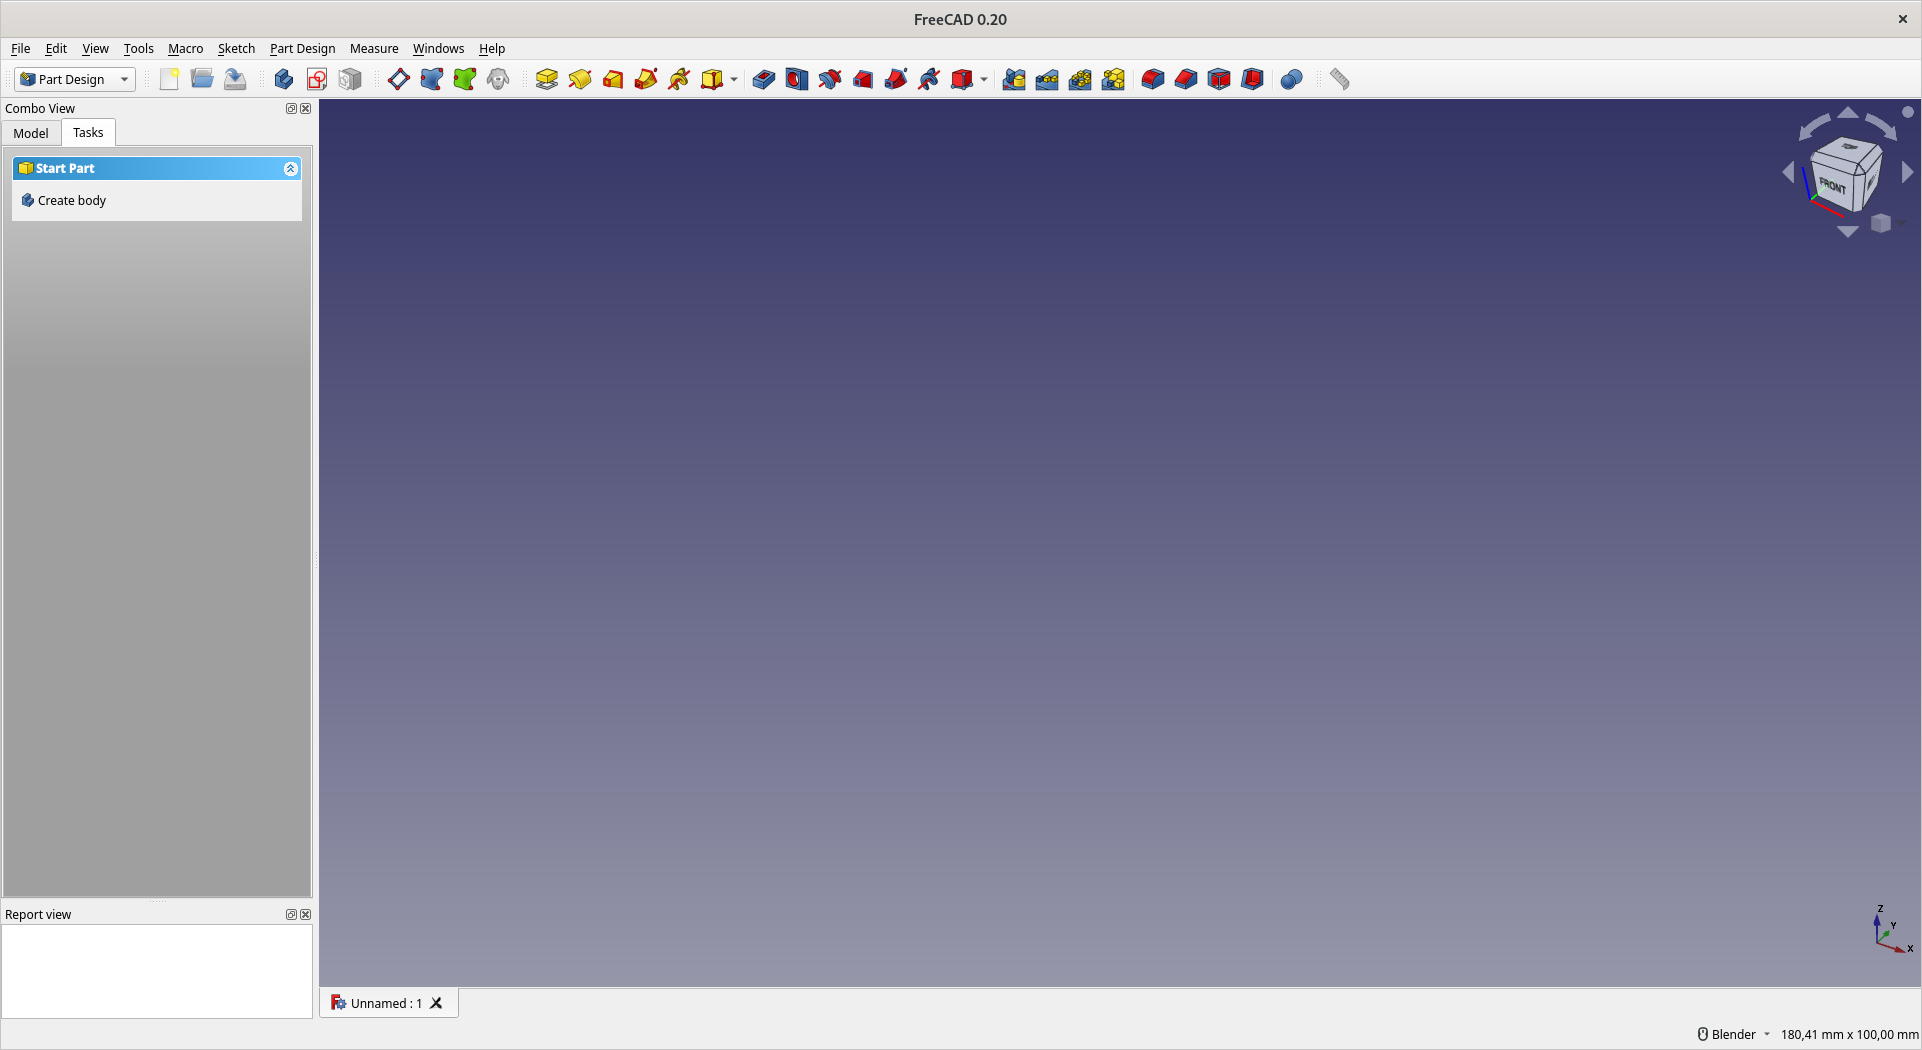 FreeCAD 0.20
File Edit View Tools Macro Sketch Part Design Measure Windows Help
Part Design
Combo View
Model Tasks
Start Part
Create body
FRONT
Z
Y
X
Report view
Unnamed : 1
Blender 180,41 mm x 100,00 mm